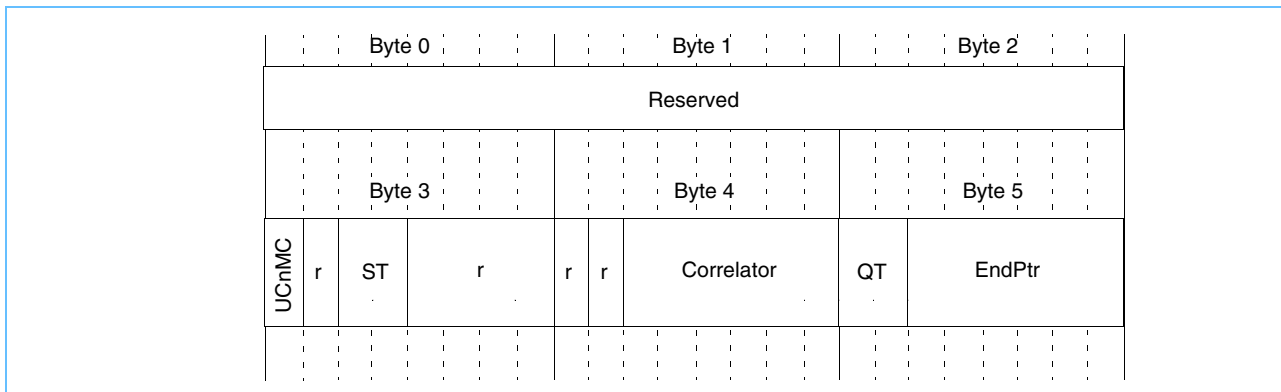 Byte 0 Byte 1 Byte 2
Reserved
Byte 3 Byte 4 Byte 5
UCnMC r ST r r r Correlator QT EndPtr